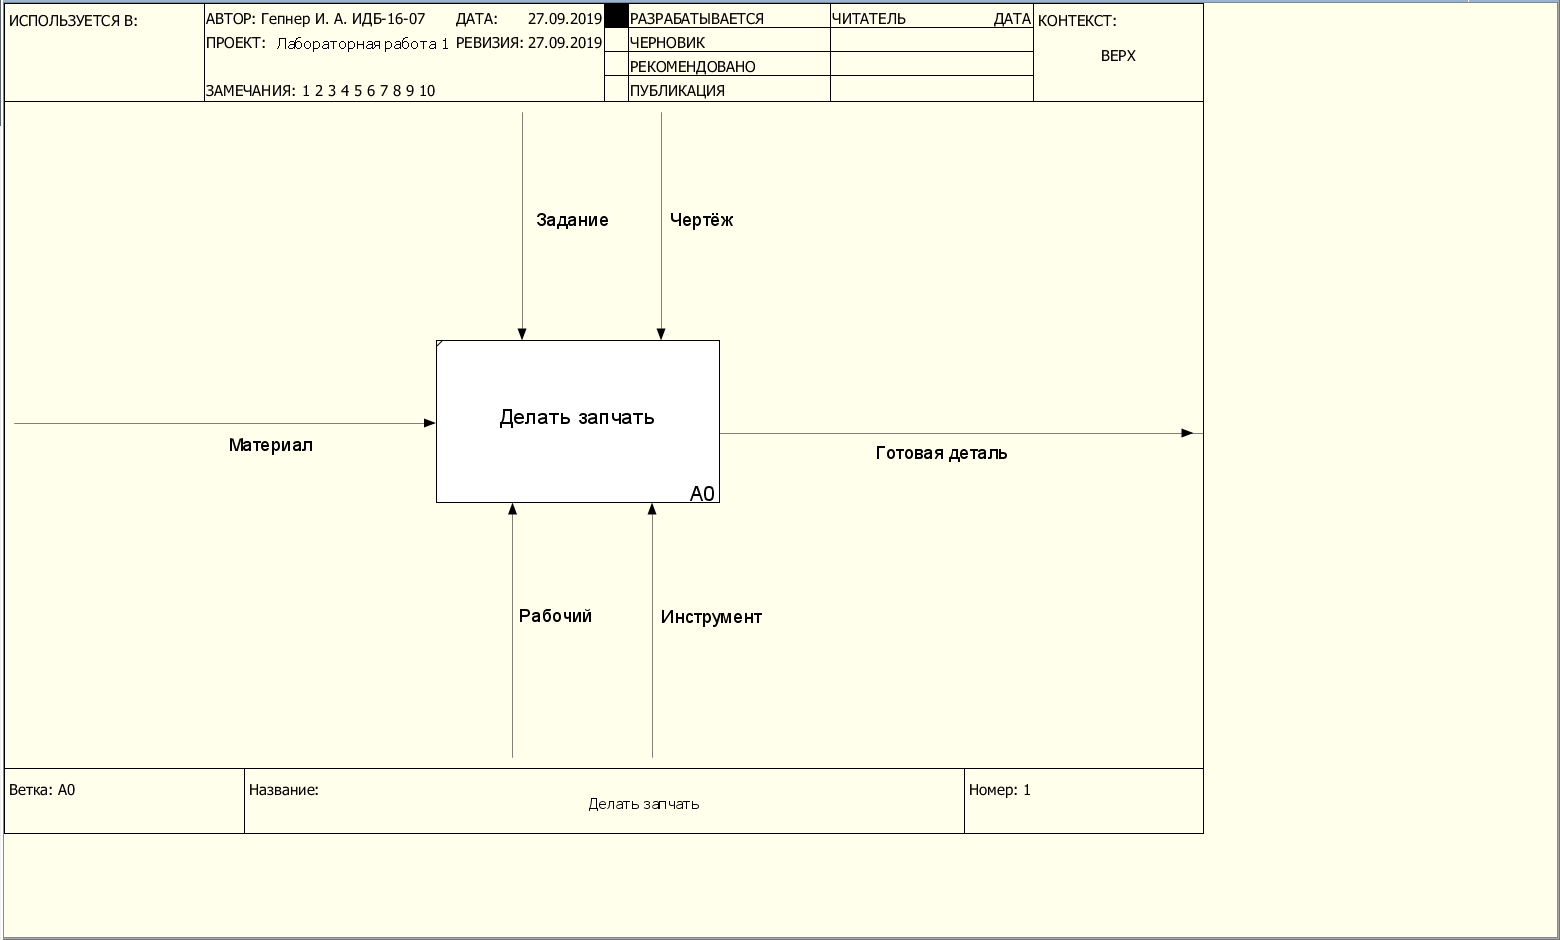 ИСПОЛЬЗУЕТСЯ В:
АВТОР: Гепнер И. А. ИДБ-16-07 ДАТА: 27.09.2019
ПРОЕКТ: Лабораторная работа 1 РЕВИЗИЯ: 27.09.2019
ЗАМЕЧАНИЯ: 1 2 3 4 5 6 7 8 9 10
РАЗРАБАТЫВАЕТСЯ
ЧЕРНОВИК
РЕКОМЕНДОВАНО
ПУБЛИКАЦИЯ
ЧИТАТЕЛЬ ДАТА
КОНТЕКСТ:
ВЕРХ
Задание
Чертёж
Делать запчать
A0
Материал
Готовая деталь
Рабочий
Инструмент
Ветка: A0
Название:
Делать запчать
Номер: 1